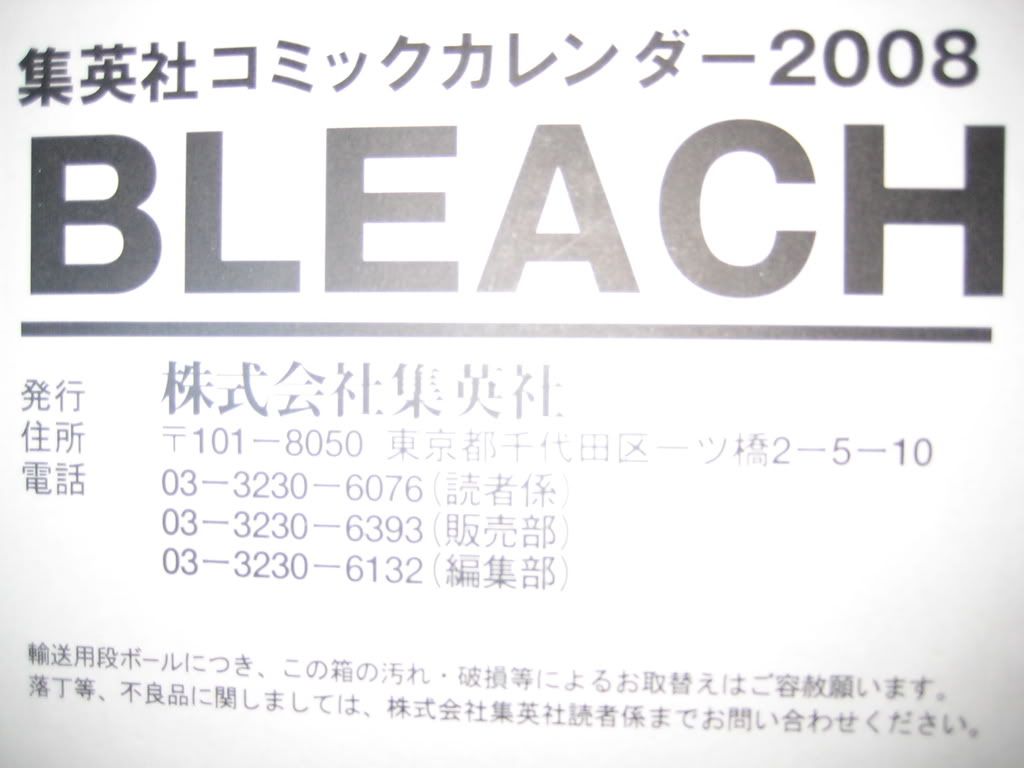 集英社コミックカレンダー2008
BLEACH
発行 株式会社集英社
住所 〒101－8050 東京都千代田区一ツ橋2－5－10
電話 03－3230－6076(読者係)
03－3230－6393(販売部)
03－3230－6132(編集部)
輸送用段ボールにつき、この箱の汚れ・破損等によるお取替えはご容赦願います。
落丁等、不良品に関しましては、株式会社集英社読者係までお問い合わせください。